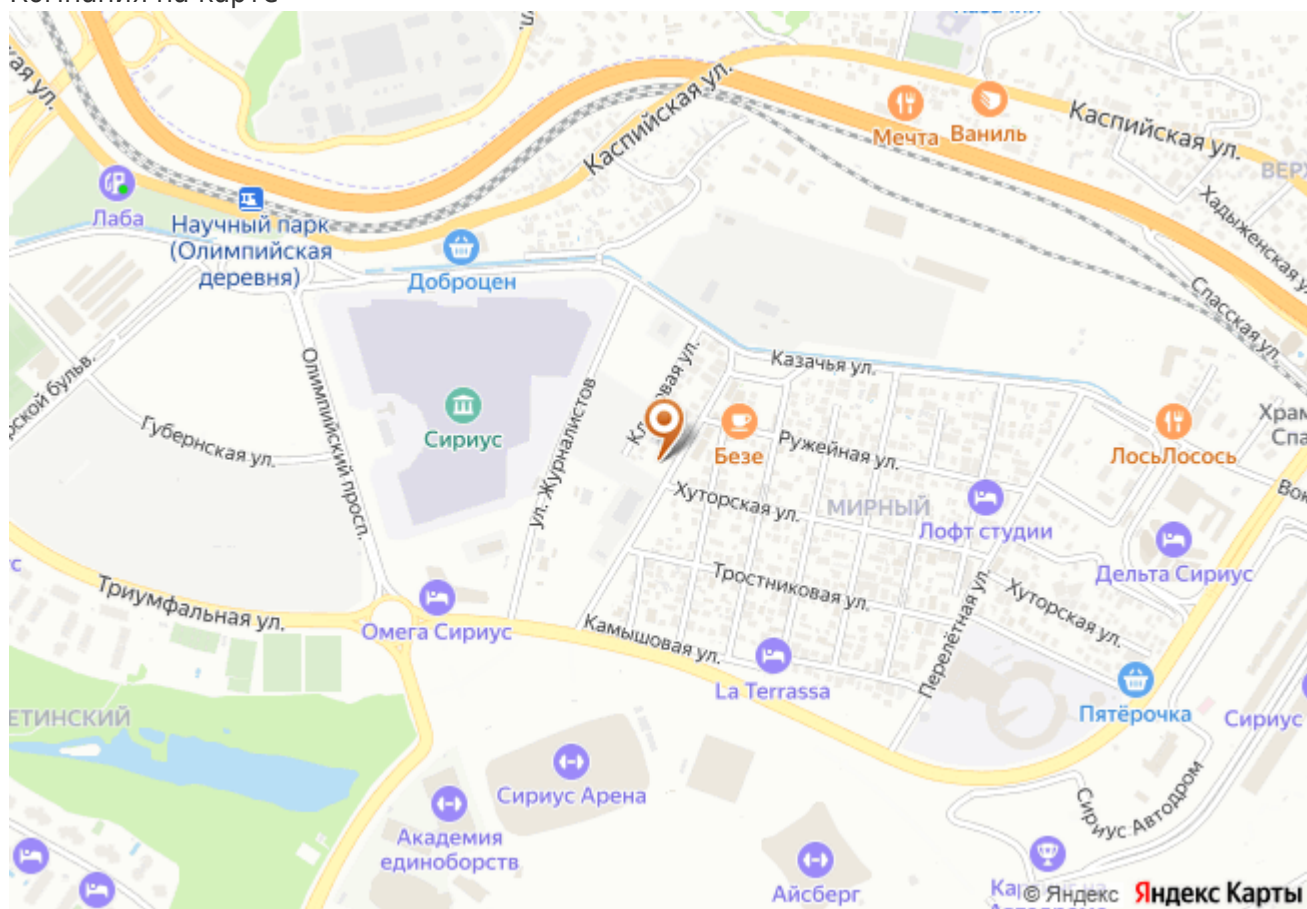 Компания на карте
Каспийская ул.
Мечта
Ваниль
Каспийская ул.
Лаба
Научный парк
(Олимпийская
деревня)
Доброцен
Хадыженская
Спасская ул.
Казачья ул.
Олимпийский просп.
Губернская ул.
Сириус
ул. Журналистов
Безе
Ружейная ул.
ЛосьЛосось
Хуторская ул.
МИРНЫЙ
Лофт студии
Дельта Сириус
Тростниковая ул.
Хуторская ул.
Триумфальная ул.
Омега Сириус
Камышовая ул.
Перелётная ул.
La Terrassa
Пятёрочка
Сириус
Сириус Арена
Сириус Автодром
Академия
единоборств
Айсберг
© Яндекс Яндекс Карты